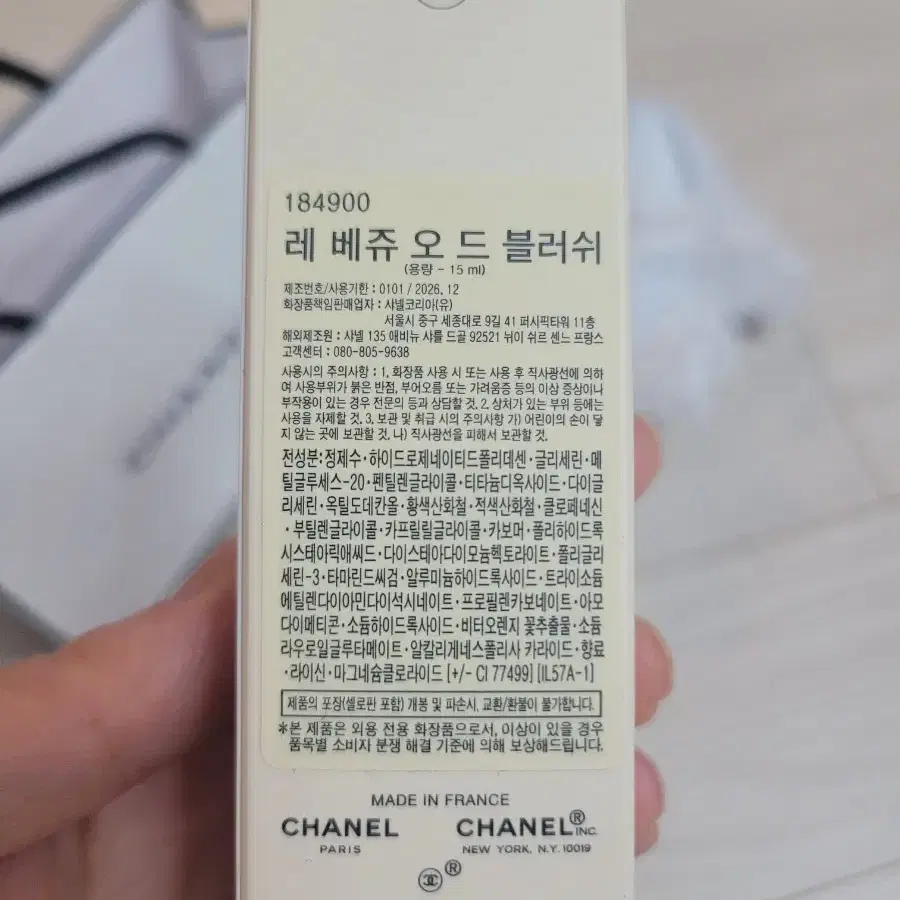 184900
레 베쥬 오 드 블러쉬
(용량 - 15 ml)
제조번호/사용기한 : 0101 / 2026. 12
화장품책임판매업자 : 샤넬코리아(유)
서울시 중구 세종대로 9길 41 퍼시픽타워 11층
해외제조원 : 샤넬 135 애비뉴 샤를 드골 92521 뉘이 쉬르 센느 프랑스
고객센터 : 080-805-9638
사용시의 주의사항 : 1. 화장품 사용 시 또는 사용 후 직사광선에 의하
여 사용부위가 붉은 반점, 부어오름 또는 가려움증 등의 이상 증상이나
부작용이 있는 경우 전문의 등과 상담할 것. 2. 상처가 있는 부위 등에는
사용을 자제할 것. 3. 보관 및 취급 시의 주의사항 가) 어린이의 손이 닿
지 않는 곳에 보관할 것. 나) 직사광선을 피해서 보관할 것.
전성분:정제수·하이드로제네이티드폴리데센·글리세린·메
틸글루세스-20·펜틸렌글라이콜·티타늄디옥사이드·다이글
리세린·옥틸도데칸올·황색산화철·적색산화철·클로페네신
·부틸렌글라이콜·카프릴릴글라이콜·카보머·폴리하이드록
시스테아릭애씨드·다이스테아다이모늄헥토라이트·폴리글리
세린-3·타마린드씨검·알루미늄하이드록사이드·트라이소듐
에틸렌다이아민다이석시네이트·프로필렌카보네이트·아모
다이메티콘·소듐하이드록사이드·비터오렌지 꽃추출물·소듐
라우로일글루타메이트·알칼리게네스폴리사 카라이드·향료
·라이신·마그네슘클로라이드 [+/- CI 77499] [IL57A-1]
제품의 포장(셀로판 포함) 개봉 및 파손시, 교환/환불이 불가합니다.
*본 제품은 외용 전용 화장품으로서, 이상이 있을 경우
품목별 소비자 분쟁 해결 기준에 의해 보상해드립니다.
MADE IN FRANCE
CHANEL CHANEL® INC.
PARIS NEW YORK, N.Y. 10019
®